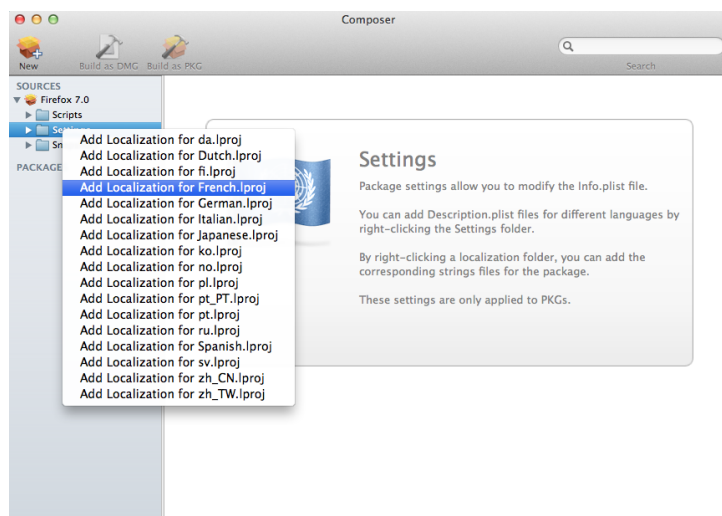 Composer
New
Build as DMG
Build as PKG
Search
SOURCES
Firefox 7.0
Scripts
PACKAGE
Add Localization for da.lproj
Add Localization for Dutch.lproj
Add Localization for fi.lproj
Add Localization for French.lproj
Add Localization for German.lproj
Add Localization for Italian.lproj
Add Localization for Japanese.lproj
Add Localization for ko.lproj
Add Localization for no.lproj
Add Localization for pl.lproj
Add Localization for pt_PT.lproj
Add Localization for pt.lproj
Add Localization for ru.lproj
Add Localization for Spanish.lproj
Add Localization for sv.lproj
Add Localization for zh_CN.lproj
Add Localization for zh_TW.lproj
Settings
Package settings allow you to modify the Info.plist file.
You can add Description.plist files for different languages by
right-clicking the Settings folder.
By right-clicking a localization folder, you can add the
corresponding strings files for the package.
These settings are only applied to PKGs.